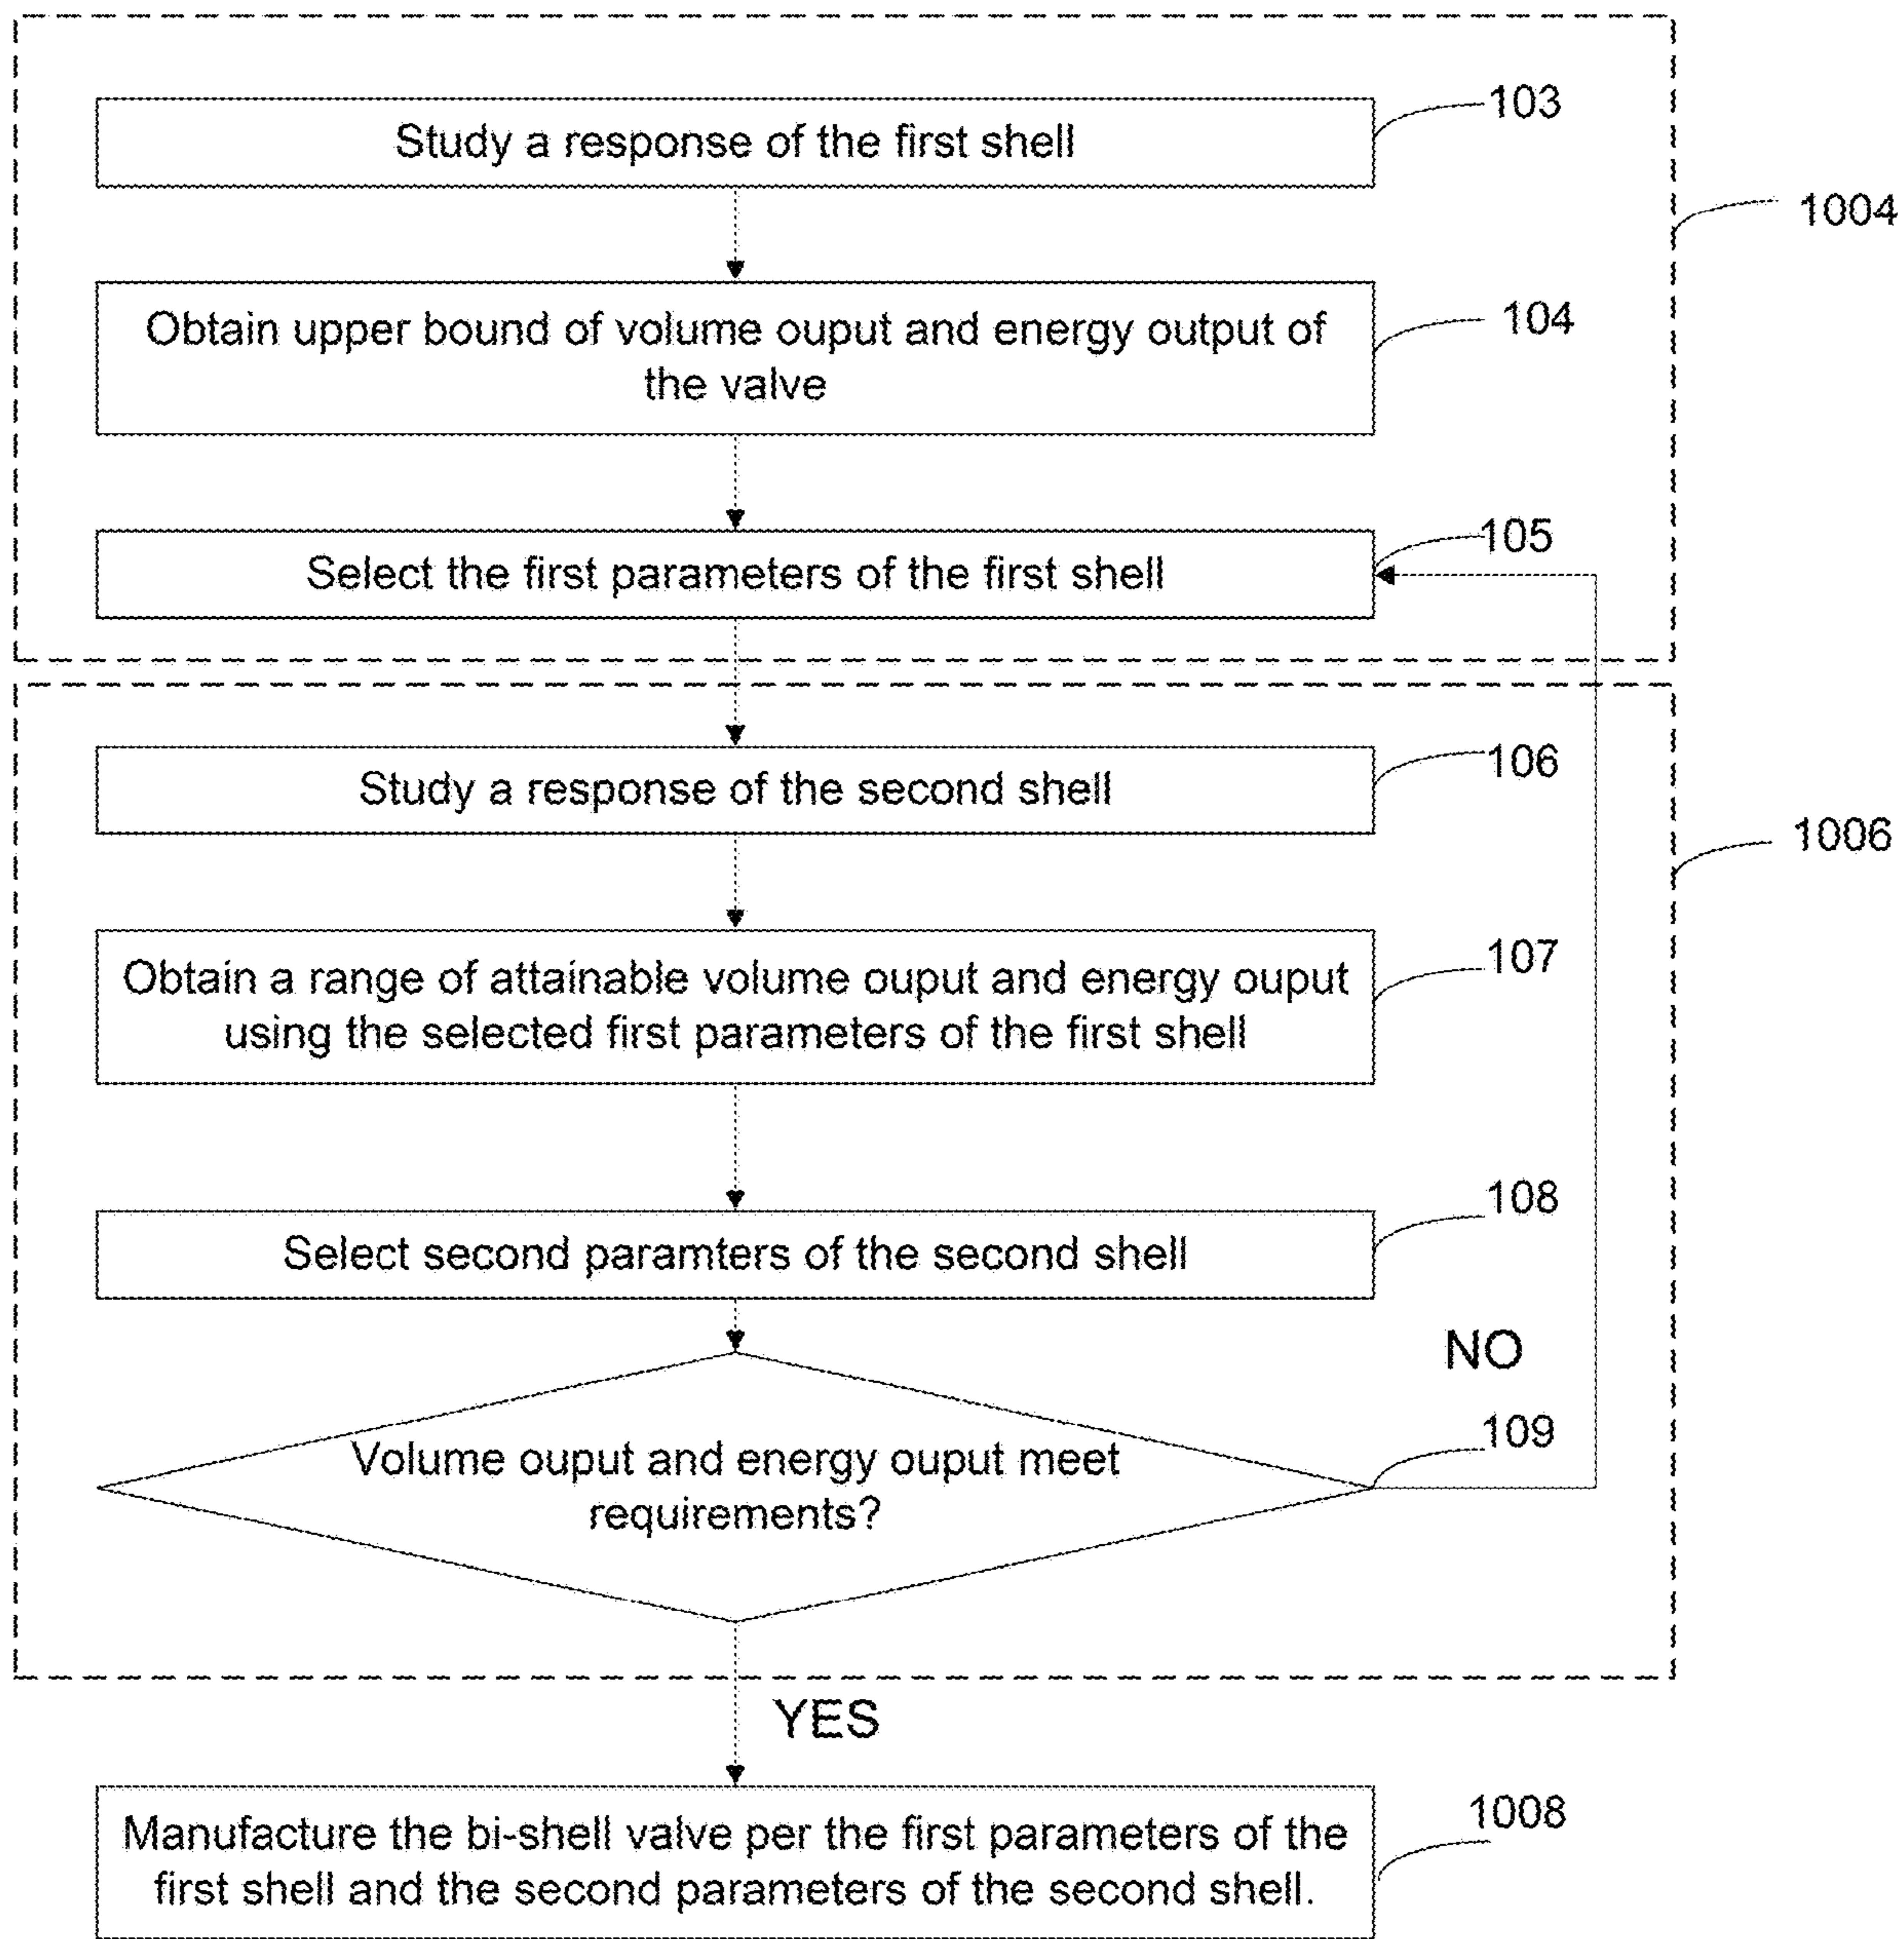 103
Study a response of the first shell
1004
104
Obtain upper bound of volume ouput and energy output of
the valve
105
Select the first parameters of the first shell
106
Study a response of the second shell
1006
107
Obtain a range of attainable volume ouput and energy ouput
using the selected first parameters of the first shell
108
Select second paramters of the second shell
NO
109
Volume ouput and energy ouput meet
requirements?
YES
1008
Manufacture the bi-shell valve per the first parameters of the
first shell and the second parameters of the second shell.